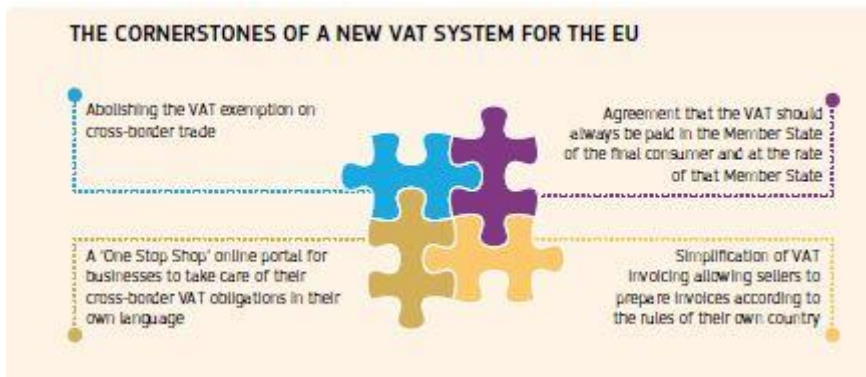 THE CORNERSTONES OF A NEW VAT SYSTEM FOR THE EU
Abolishing the VAT exemption on
cross-border trade
Agreement that the VAT should
always be paid in the Member State
of the final consumer and at the rate
of that Member State
A 'One Stop Shop' online portal for
businesses to take care of their
cross-border VAT obligations in their
own language
Simplification of VAT
invoicing allowing sellers to
prepare invoices according to
the rules of their own country